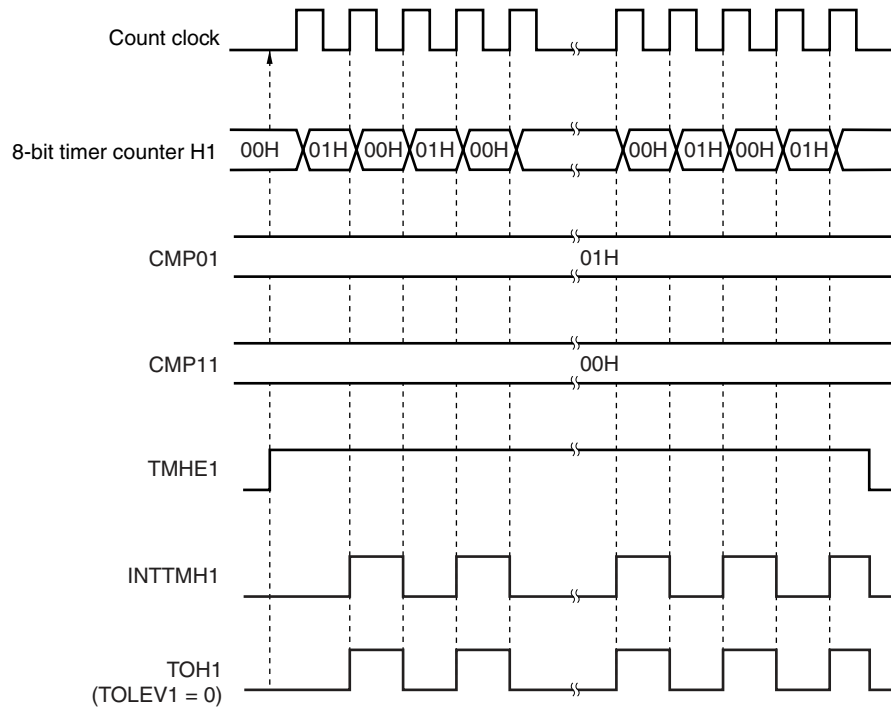 Count clock
8-bit timer counter H1 00H 01H 00H 01H 00H 00H 01H 00H 01H
CMP01 01H
CMP11 00H
TMHE1
INTTMH1
TOH1
(TOLEV1 = 0)